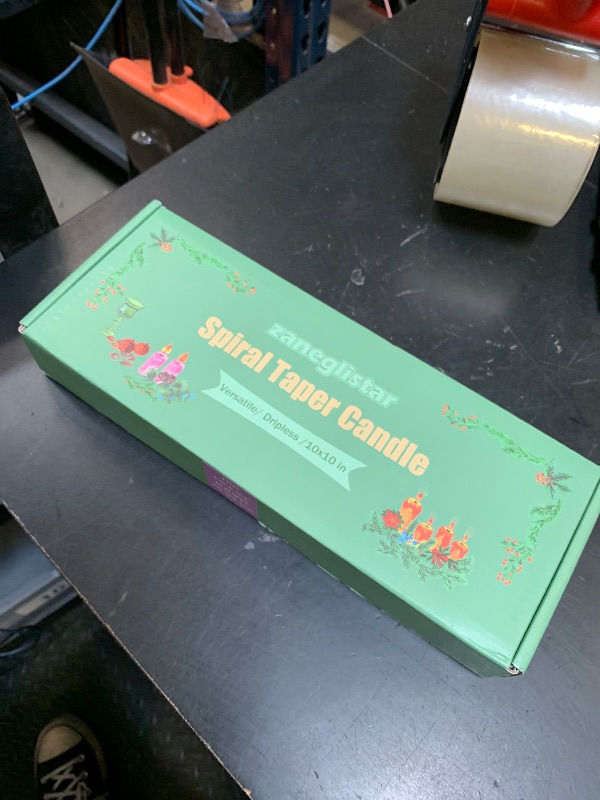 zaneglistar
Spiral Taper Candle
Versatile/ Dripless /10x10 in